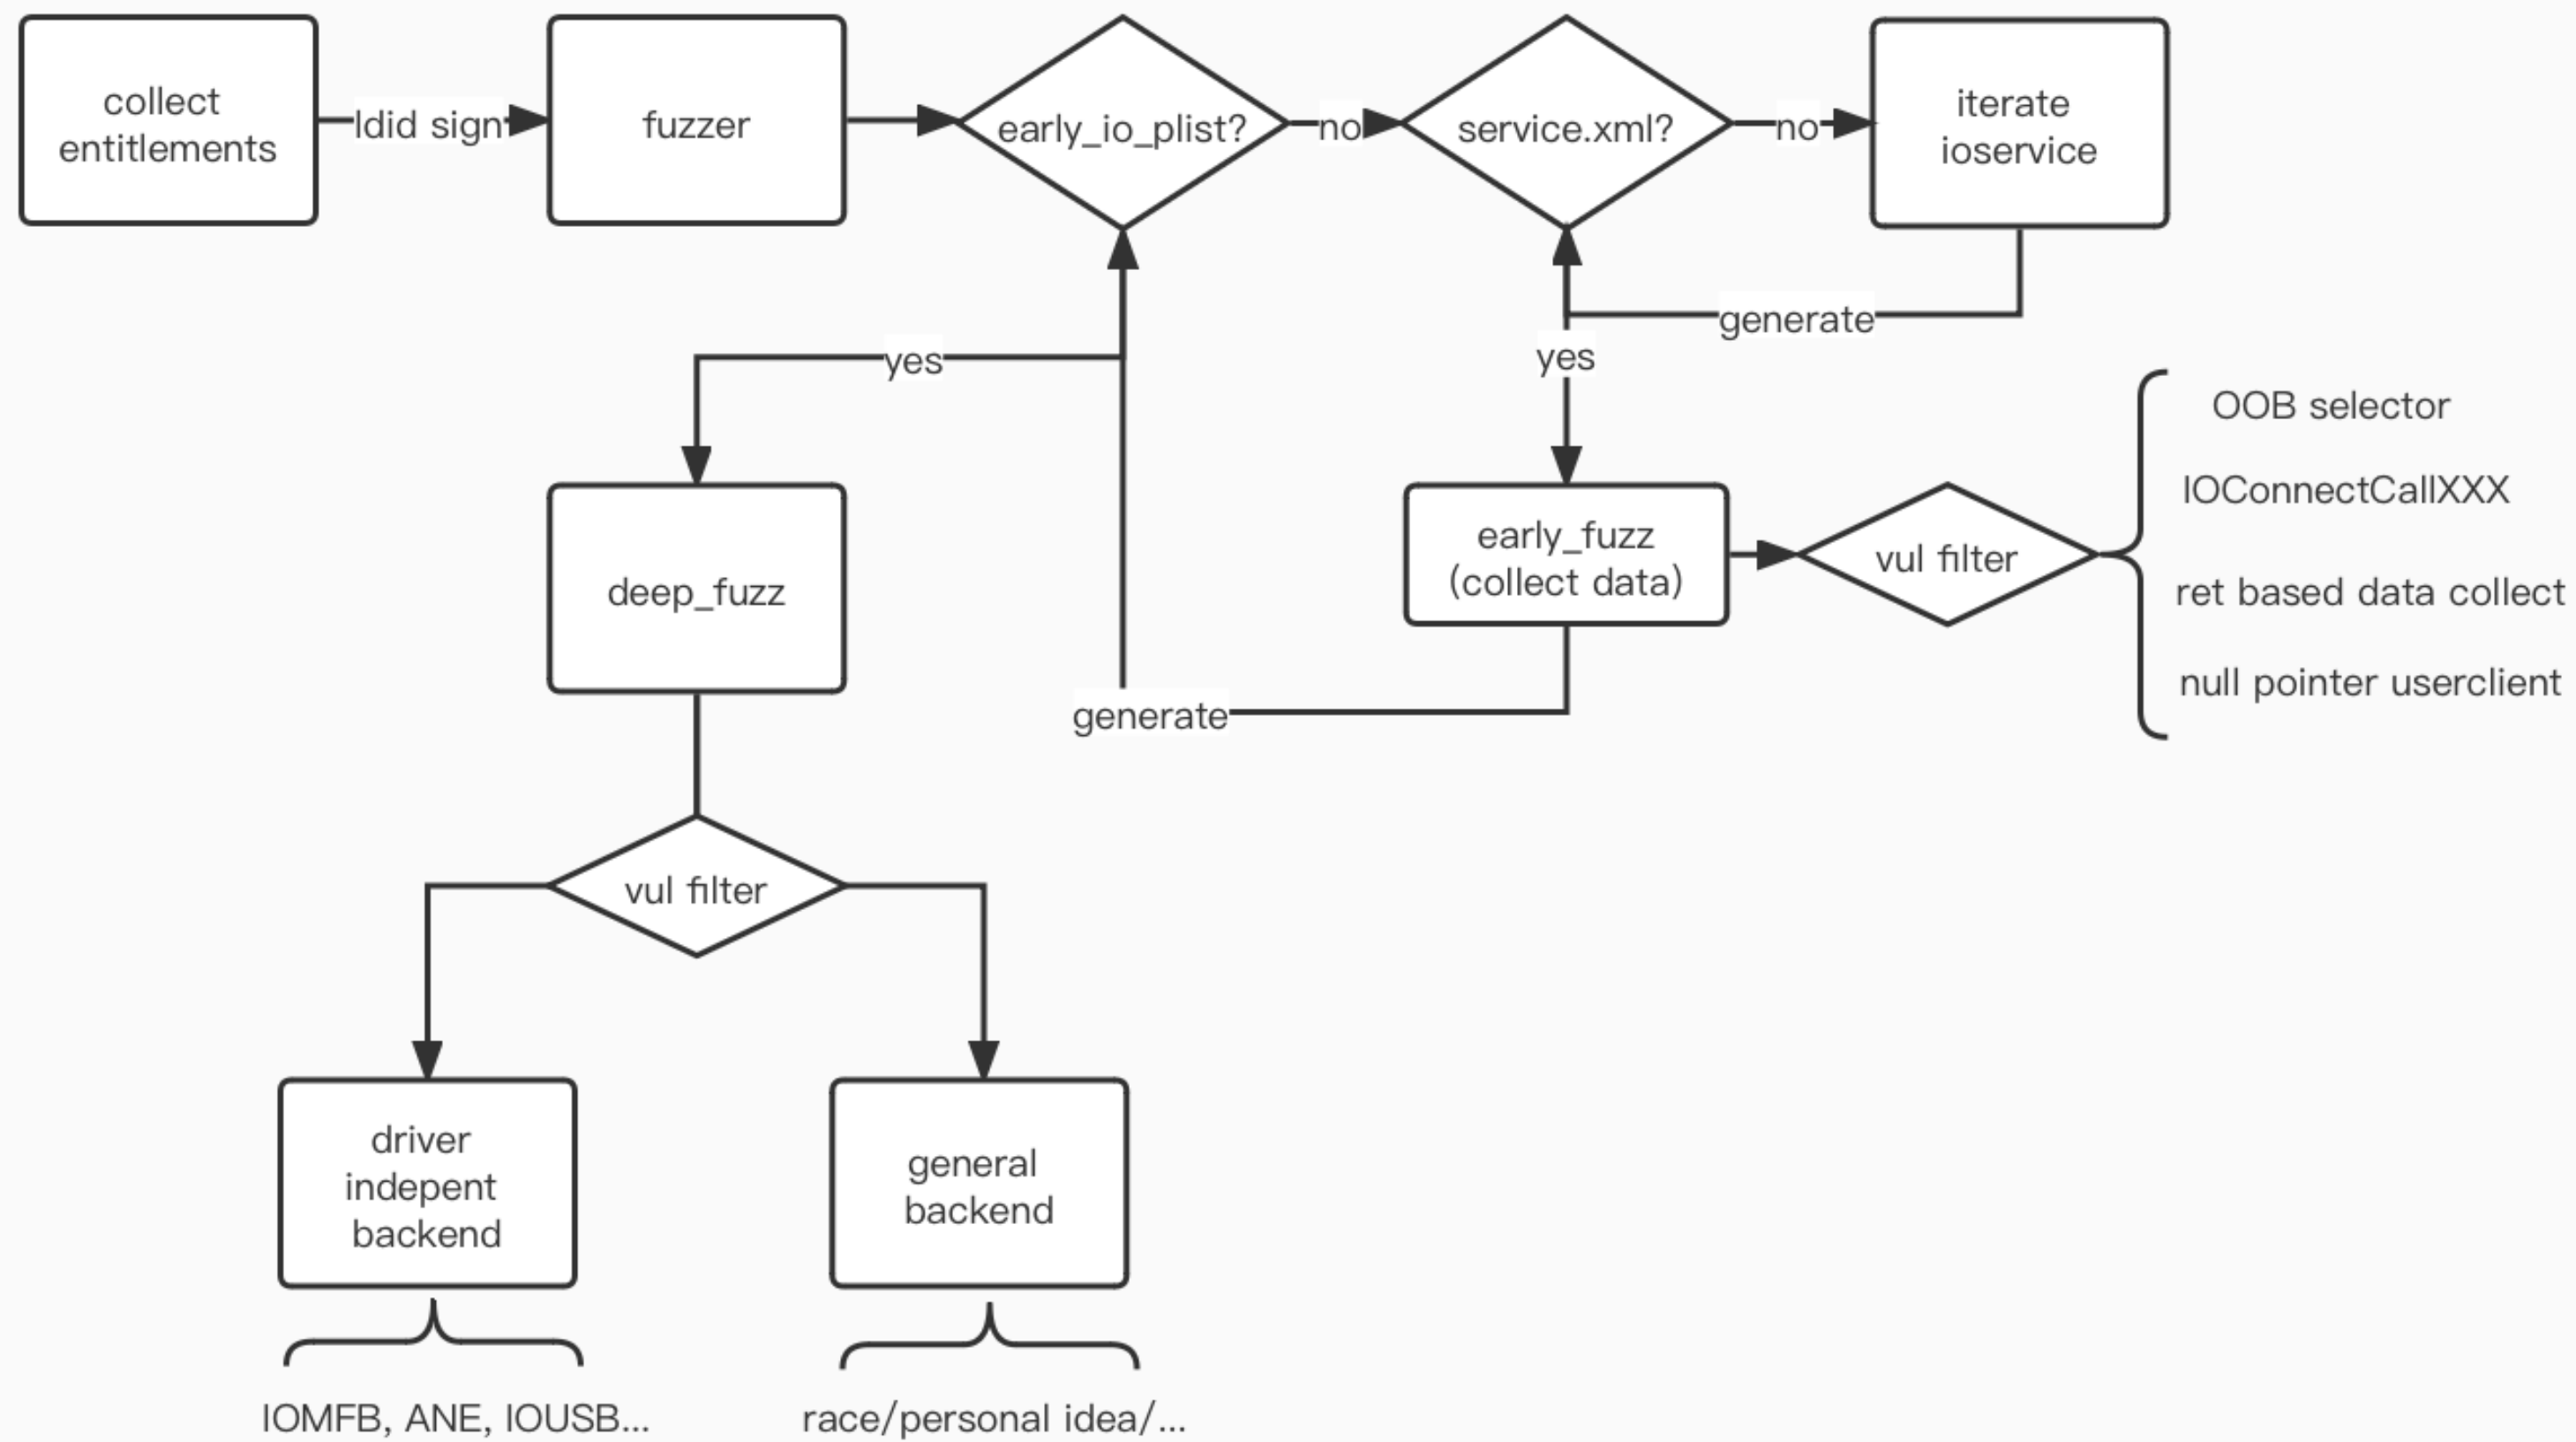 collect
entitlements
ldid sign
fuzzer
early_io_plist?
no
service.xml?
no
iterate
ioservice
generate
yes
yes
OOB selector
IOConnectCallXXX
ret based data collect
null pointer userclient
early_fuzz
(collect data)
vul filter
deep_fuzz
generate
vul filter
driver
indepent
backend
general
backend
IOMFB, ANE, IOUSB...
race/personal idea/...